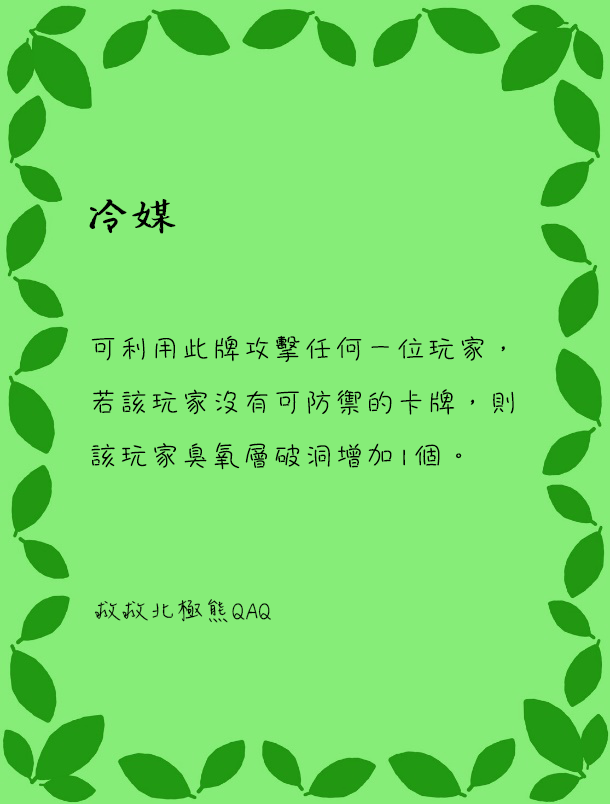 冷媒
可利用此牌攻擊任何一位玩家，
若該玩家沒有可防禦的卡牌，則
該玩家臭氧層破洞增加1個。
救救北極熊QAQ